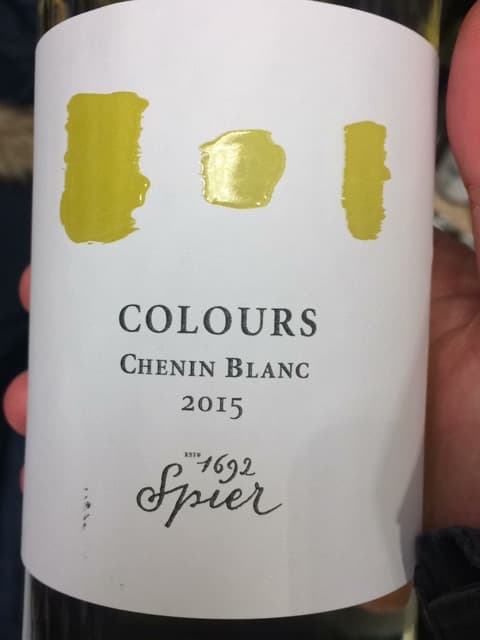 COLOURS
CHENIN BLANC
2015
ESTD 1692
Spier